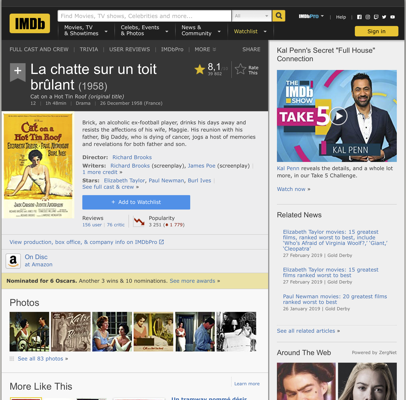 IMDb
Find Movies, TV shows, Celebrities and more...
All
Movies, TV
& Showtimes
Celebs, Events
& Photos
News &
Community
Watchlist
IMDbPro
Help
Sign in
FULL CAST AND CREW | TRIVIA | USER REVIEWS | IMDbPro | MORE
SHARE
La chatte sur un toit
brûlant (1958)
Cat on a Hot Tin Roof (original title)
12 | 1h 48min | Drama | 26 December 1958 (France)
8,1
Rate
This
Brick, an alcoholic ex-football player, drinks his days away and
resists the affections of his wife, Maggie. His reunion with his
father, Big Daddy, who is dying of cancer, jogs a host of memories
and revelations for both father and son.
Director: Richard Brooks
Writers: Richard Brooks (screenplay), James Poe (screenplay) |
1 more credit »
Stars: Elizabeth Taylor, Paul Newman, Burl Ives |
See full cast & crew »
+ Add to Watchlist
Reviews
156 user | 76 critic
Popularity
3 251 ( 1 779)
View production, box office, & company info on IMDbPro
On Disc
at Amazon
Nominated for 6 Oscars. Another 3 wins & 10 nominations. See more awards »
Photos
See all 83 photos »
More Like This
Learn more
Un tramway nommé désir
Kal Penn's Secret "Full House"
Connection
THE
IMDb
SHOW
TAKE
5
KAL PENN
Kal Penn reveals the details, and a whole
lot more, in our Take 5 Challenge.
Watch now »
Related News
Elizabeth Taylor movies: 15 greatest
films, ranked worst to best, include
'Who's Afraid of Virginia Woolf?,' 'Giant,'
'Cleopatra'
27 February 2019 | Gold Derby
Elizabeth Taylor movies: 15 greatest
films ranked worst to best
27 February 2019 | Gold Derby
Paul Newman movies: 20 greatest films
ranked worst to best
26 January 2019 | Gold Derby
See all related articles »
Around The Web
Powered by ZergNet
Cat on a
Hot Tin Roof